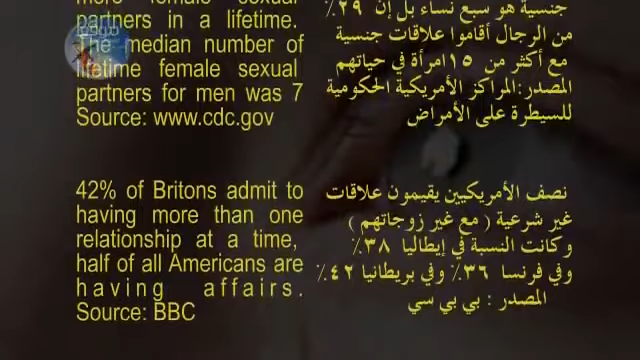 more female sexual
partners in a lifetime.
The median number of
lifetime female sexual
partners for men was 7
Source: www.cdc.gov
جنسية هو سبع نساء بل إن ٢٩٪
من الرجال أقاموا علاقات جنسية
مع أكثر من ١٥امرأة في حياتهم
المصدر:المراكز الأمريكية الحكومية
للسيطرة على الأمراض
42% of Britons admit to
having more than one
relationship at a time,
half of all Americans are
having affairs.
Source: BBC
نصف الأمريكيين يقيمون علاقات
غير شرعية ( مع غير زوجاتهم )
وكانت النسبة في إيطاليا ٣٨٪
وفي فرنسا ٣٦٪ وفي بريطانيا ٤٢٪
المصدر : بي بي سي